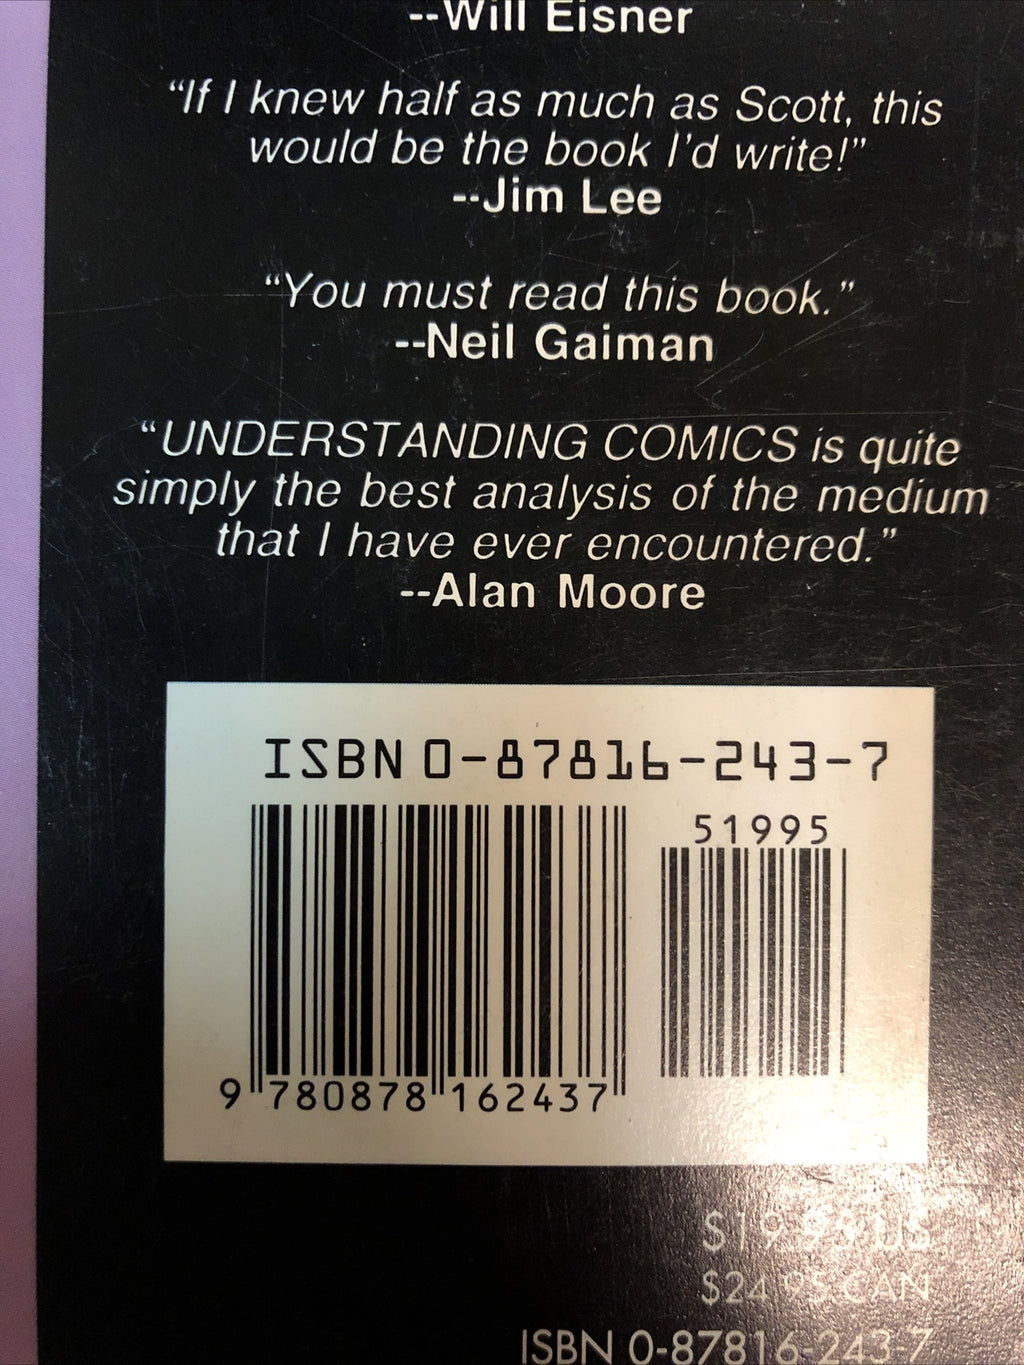 --Will Eisner
“If I knew half as much as Scott, this
would be the book I’d write!”
--Jim Lee
“You must read this book.”
--Neil Gaiman
“UNDERSTANDING COMICS is quite
simply the best analysis of the medium
that I have ever encountered.”
--Alan Moore
ISBN 0-87816-243-7
51995
9 780878 162437
$24.95 CAN
ISBN 0-87816-243-7